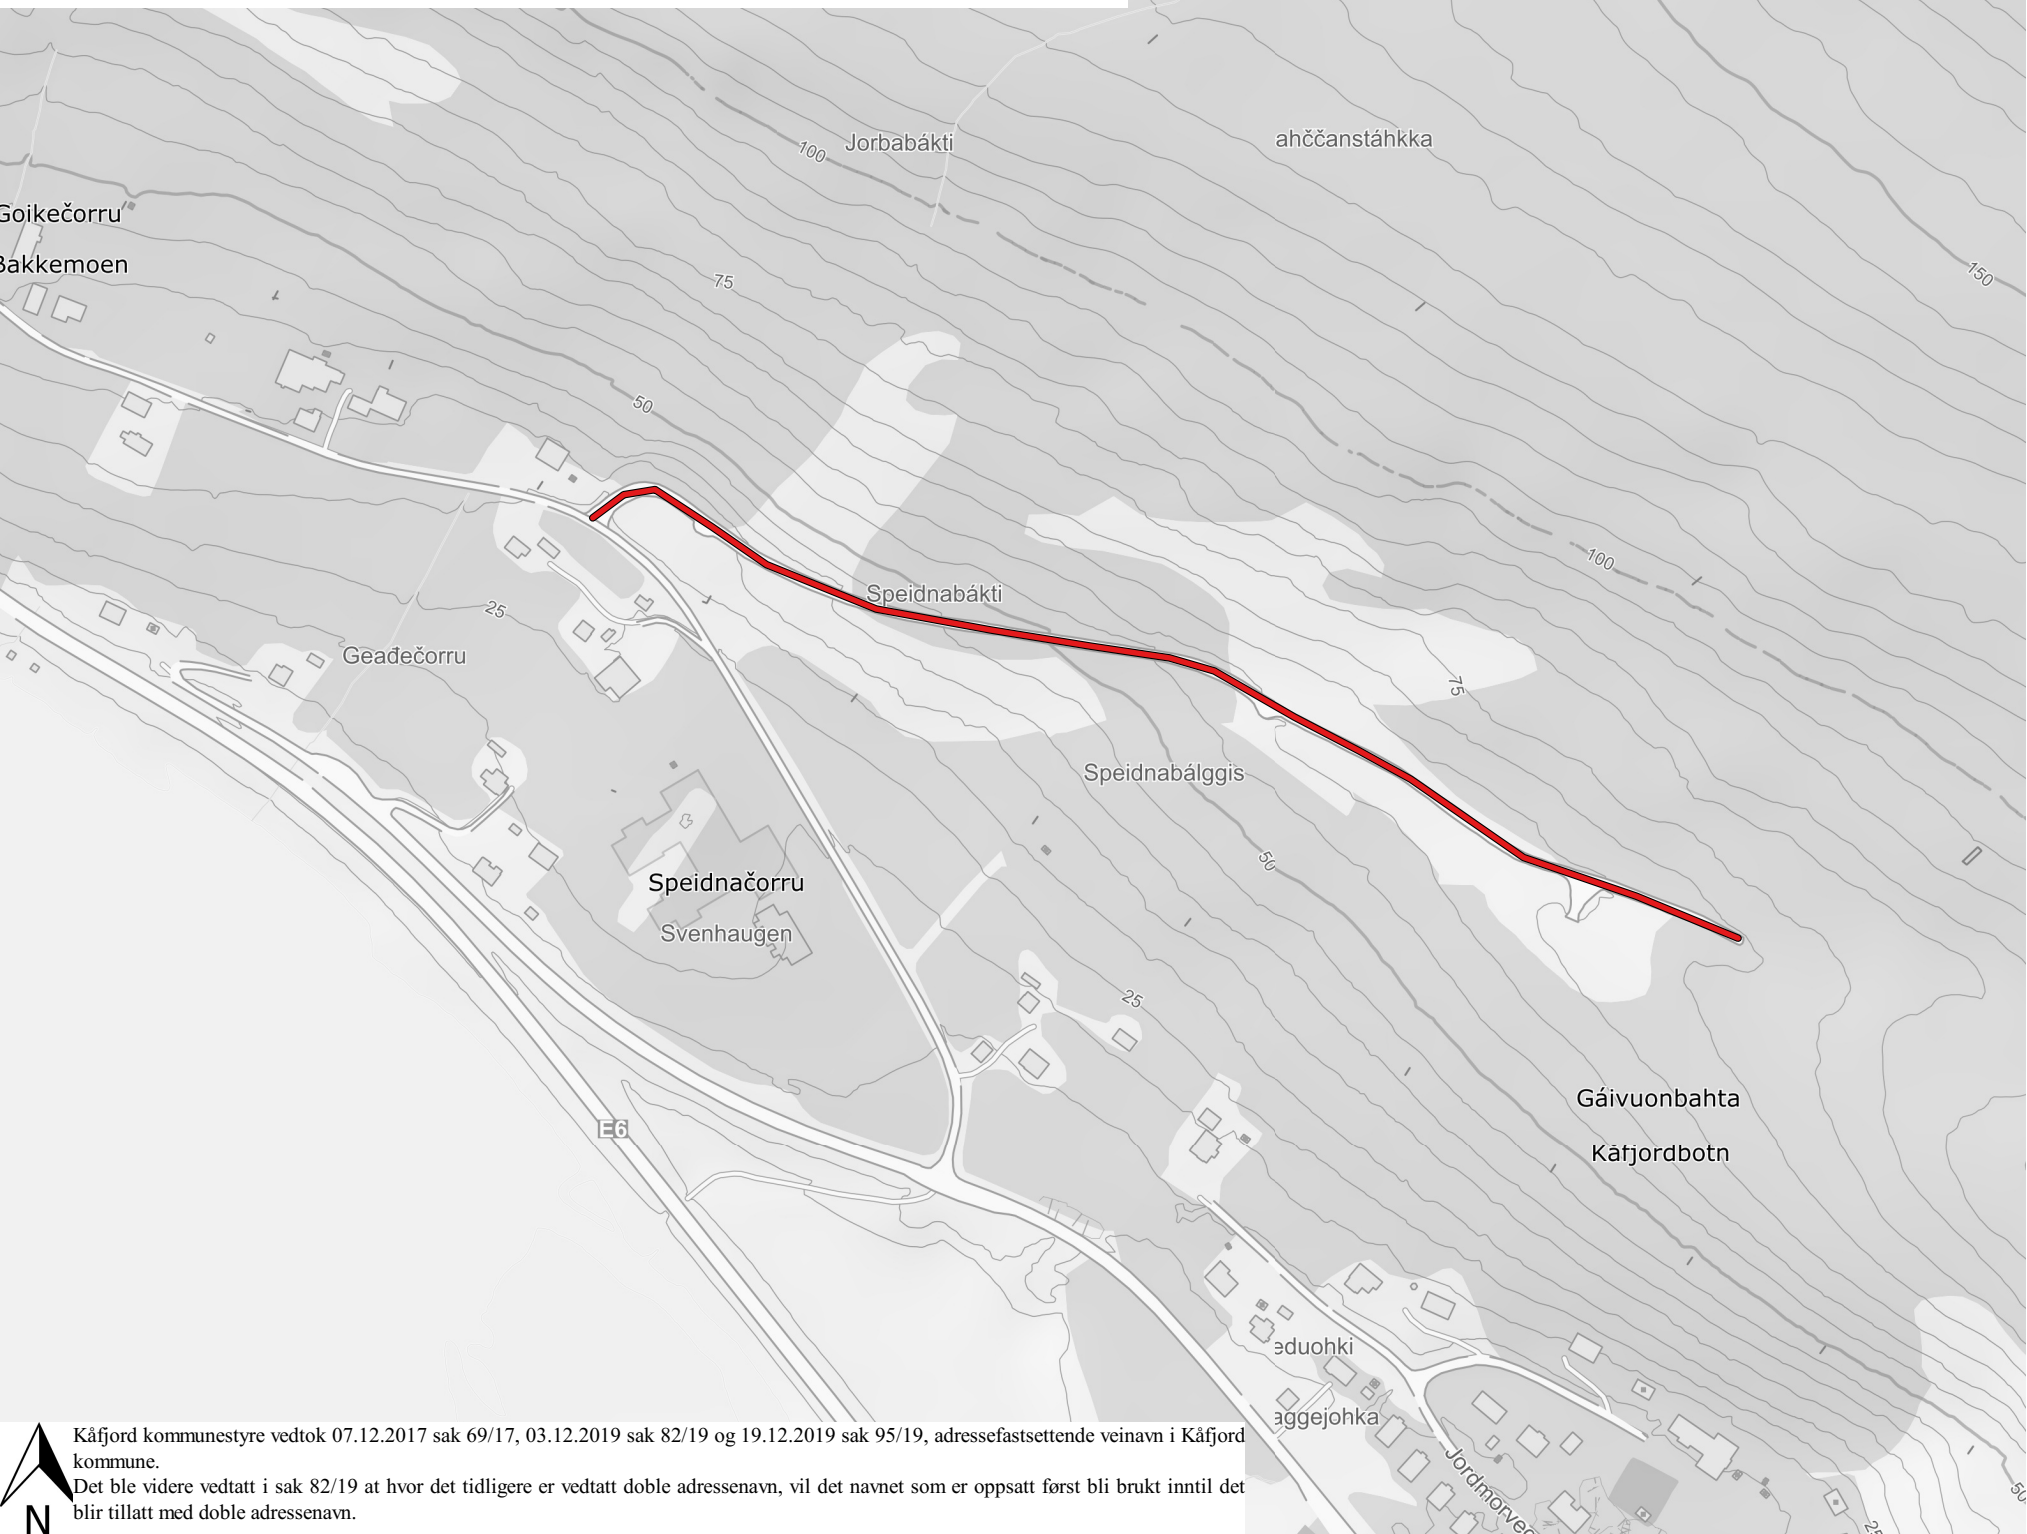 Jorbabákti
ahččanstáhkka
100
Goikečorru
150
Bakkemoen
75
50
100
Speidnabákti
25
Geađečorru
75
Speidnabálggis
50
Speidnačorru
Svenhaugen
25
Gáivuonbahta
E6
Kåfjordbotn
eduohki
aggejohka
Jordmorveg
50
25
Kåfjord kommunestyre vedtok 07.12.2017 sak 69/17, 03.12.2019 sak 82/19 og 19.12.2019 sak 95/19, adressefastsettende veinavn i Kåfjord
kommune.
Det ble videre vedtatt i sak 82/19 at hvor det tidligere er vedtatt doble adressenavn, vil det navnet som er oppsatt først bli brukt inntil det
blir tillatt med doble adressenavn.
N